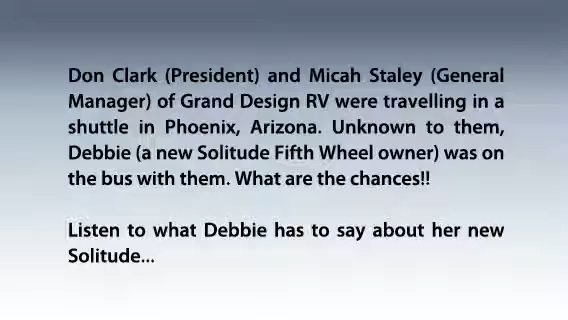 Don Clark (President) and Micah Staley (General
Manager) of Grand Design RV were travelling in a
shuttle in Phoenix, Arizona. Unknown to them,
Debbie (a new Solitude Fifth Wheel owner) was on
the bus with them. What are the chances!!
Listen to what Debbie has to say about her new
Solitude...